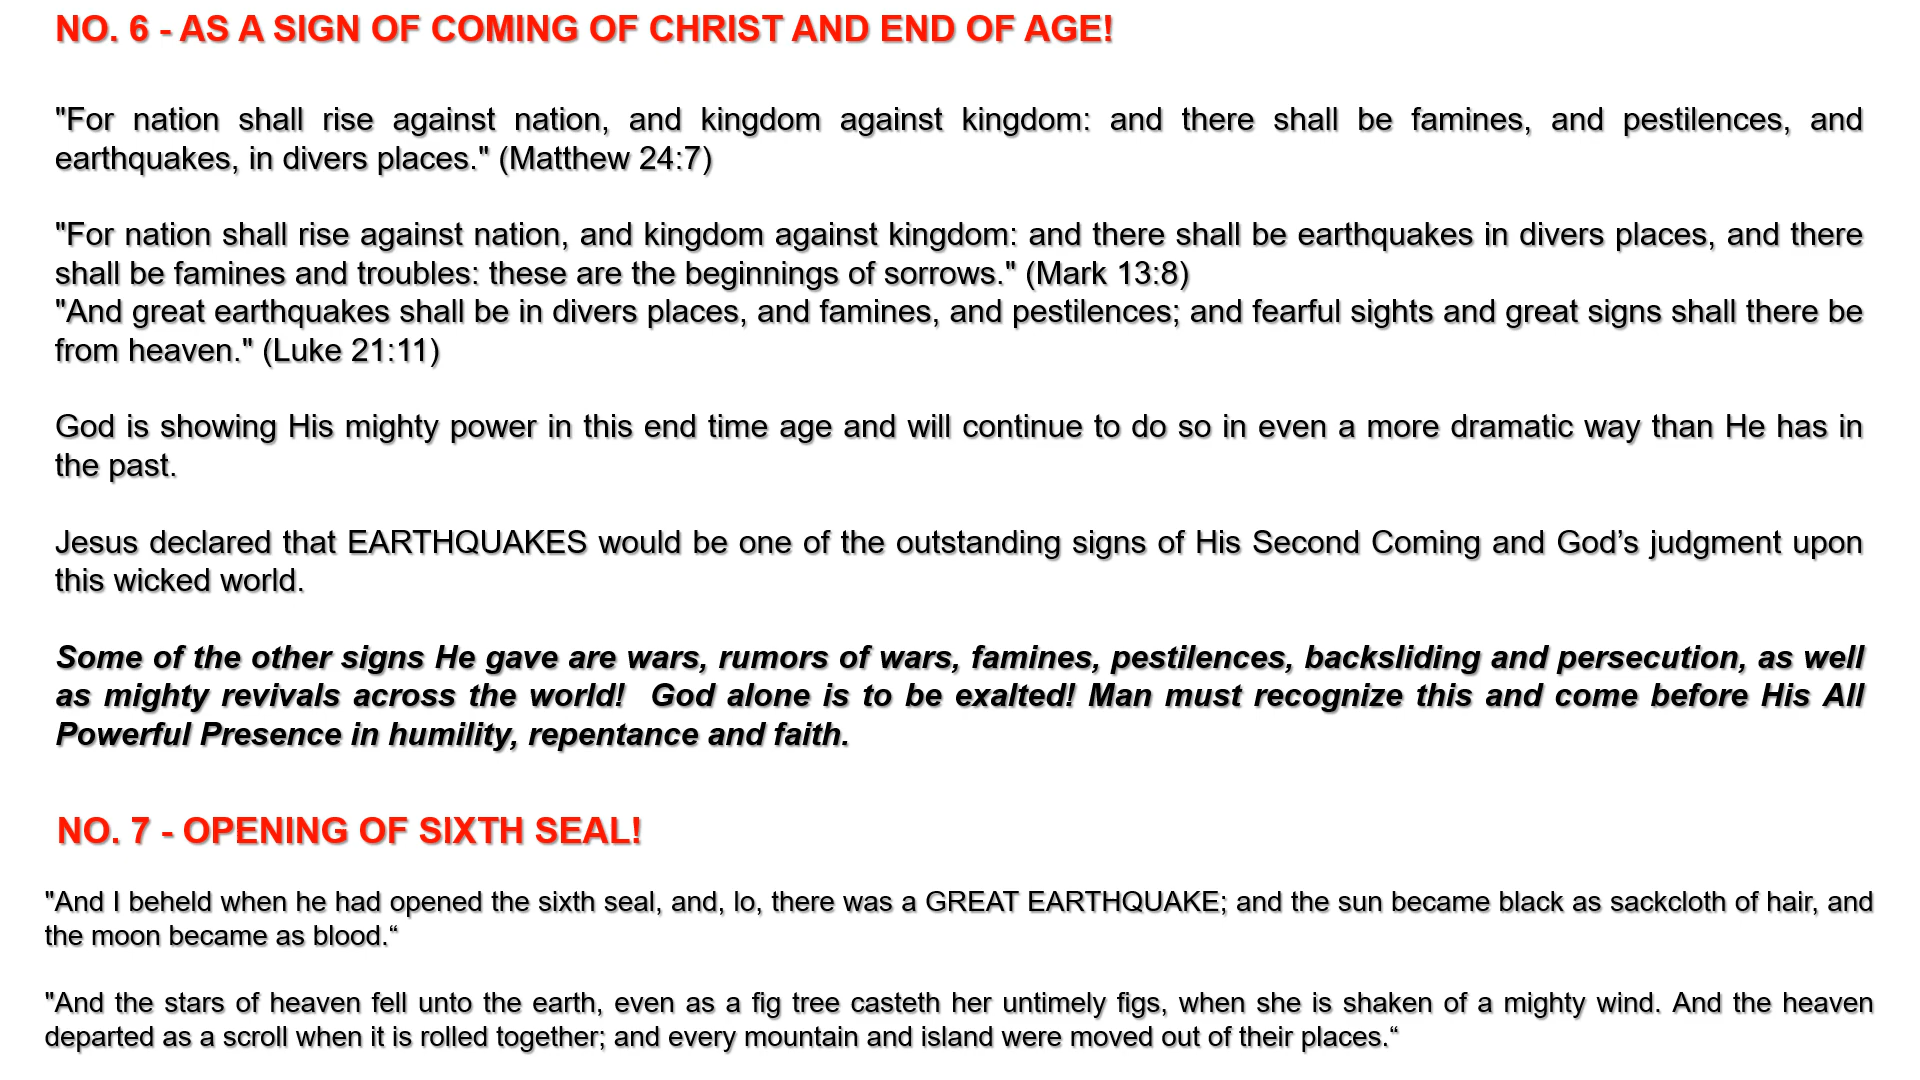 NO. 6 - AS A SIGN OF COMING OF CHRIST AND END OF AGE!
"For nation shall rise against nation, and kingdom against kingdom: and there shall be famines, and pestilences, and
earthquakes, in divers places." (Matthew 24:7)
"For nation shall rise against nation, and kingdom against kingdom: and there shall be earthquakes in divers places, and there
shall be famines and troubles: these are the beginnings of sorrows." (Mark 13:8)
"And great earthquakes shall be in divers places, and famines, and pestilences; and fearful sights and great signs shall there be
from heaven." (Luke 21:11)
God is showing His mighty power in this end time age and will continue to do so in even a more dramatic way than He has in
the past.
Jesus declared that EARTHQUAKES would be one of the outstanding signs of His Second Coming and God’s judgment upon
this wicked world.
Some of the other signs He gave are wars, rumors of wars, famines, pestilences, backsliding and persecution, as well
as mighty revivals across the world!  God alone is to be exalted! Man must recognize this and come before His All
Powerful Presence in humility, repentance and faith.
NO. 7 - OPENING OF SIXTH SEAL!
"And I beheld when he had opened the sixth seal, and, lo, there was a GREAT EARTHQUAKE; and the sun became black as sackcloth of hair, and
the moon became as blood.“
"And the stars of heaven fell unto the earth, even as a fig tree casteth her untimely figs, when she is shaken of a mighty wind. And the heaven
departed as a scroll when it is rolled together; and every mountain and island were moved out of their places.“